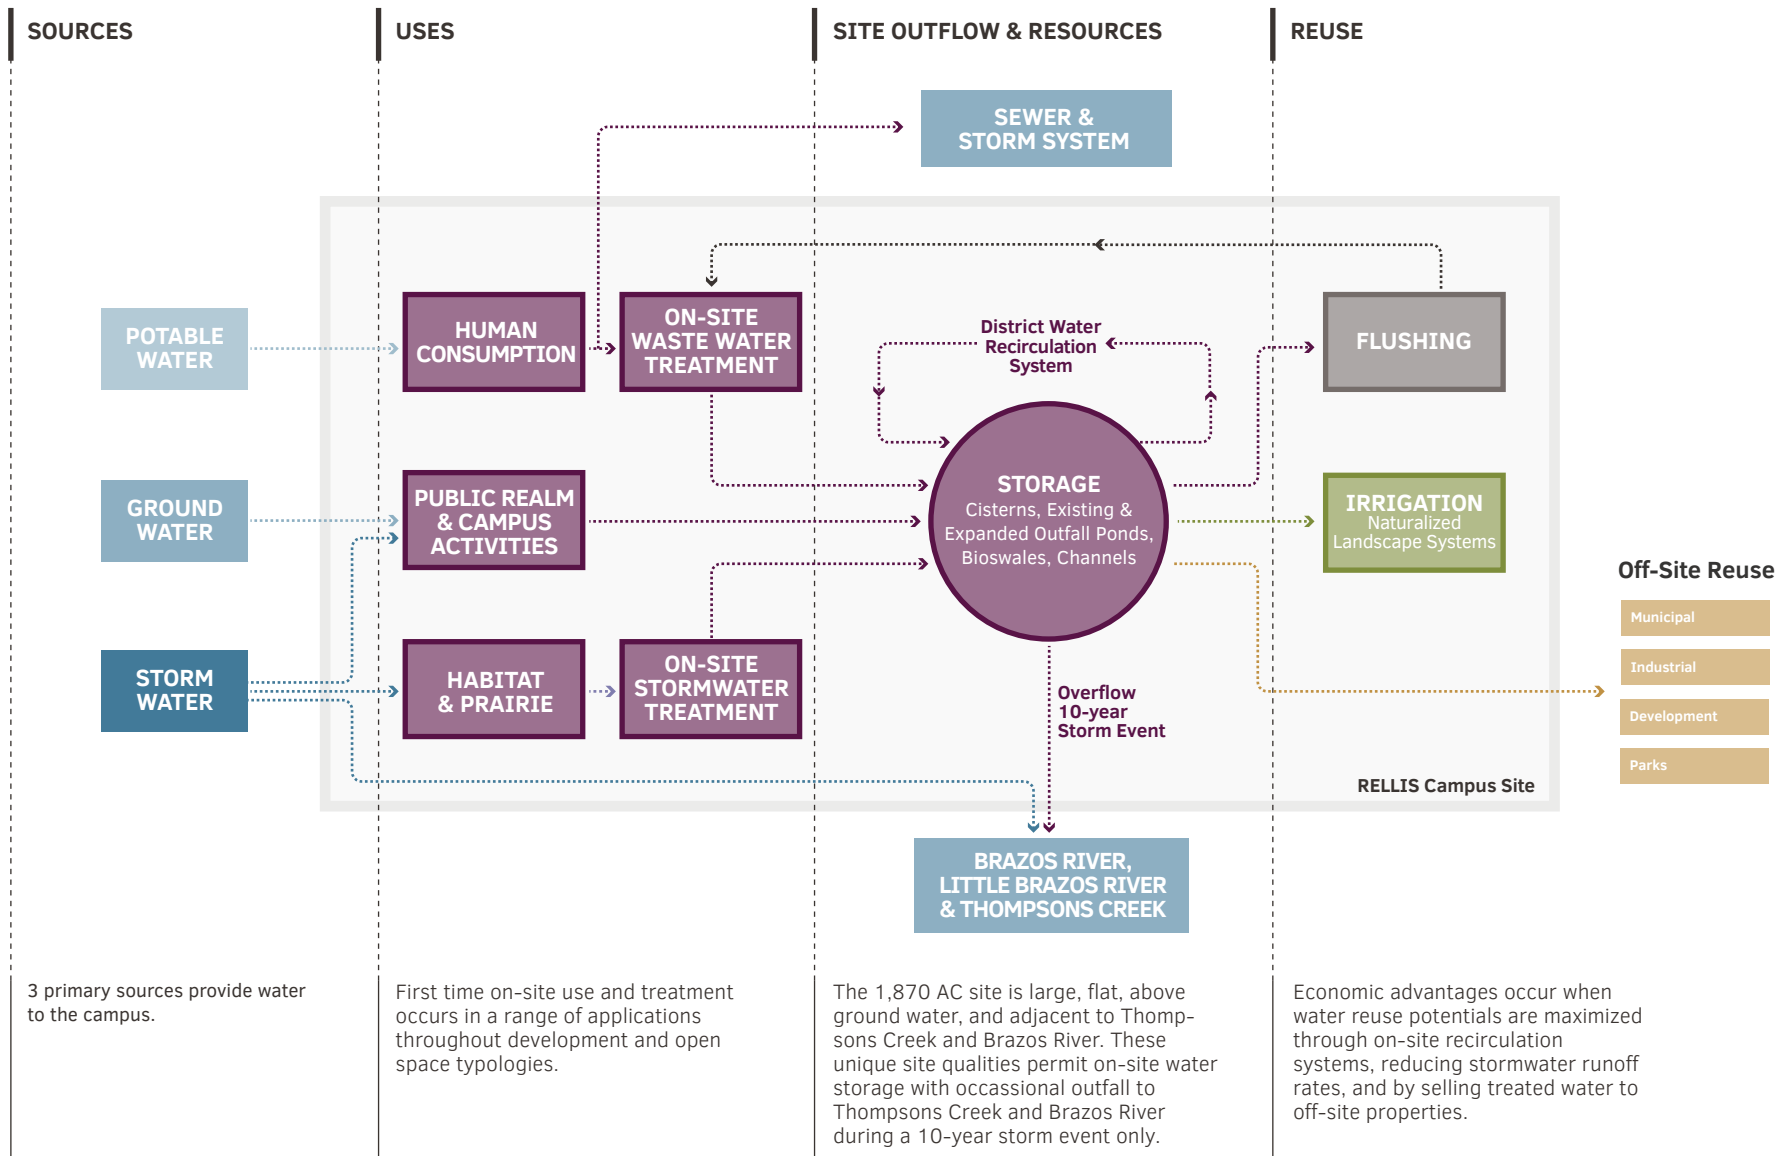 SOURCES
USES
SITE OUTFLOW & RESOURCES
REUSE
SEWER &
STORM SYSTEM
POTABLE
WATER
HUMAN
CONSUMPTION
ON-SITE
WASTE WATER
TREATMENT
District Water
Recirculation
System
FLUSHING
GROUND
WATER
PUBLIC REALM
& CAMPUS
ACTIVITIES
STORAGE
Cisterns, Existing &
Expanded Outfall Ponds,
Bioswales, Channels
IRRIGATION
Naturalized
Landscape Systems
STORM
WATER
HABITAT
& PRAIRIE
ON-SITE
STORMWATER
TREATMENT
Overflow
10-year
Storm Event
Off-Site Reuse
Municipal
Industrial
Development
Parks
RELLIS Campus Site
BRAZOS RIVER,
LITTLE BRAZOS RIVER
& THOMPSONS CREEK
3 primary sources provide water
to the campus.
First time on-site use and treatment
occurs in a range of applications
throughout development and open
space typologies.
The 1,870 AC site is large, flat, above
ground water, and adjacent to Thomp-
sons Creek and Brazos River. These
unique site qualities permit on-site water
storage with occassional outfall to
Thompsons Creek and Brazos River
during a 10-year storm event only.
Economic advantages occur when
water reuse potentials are maximized
through on-site recirculation
systems, reducing stormwater runoff
rates, and by selling treated water to
off-site properties.